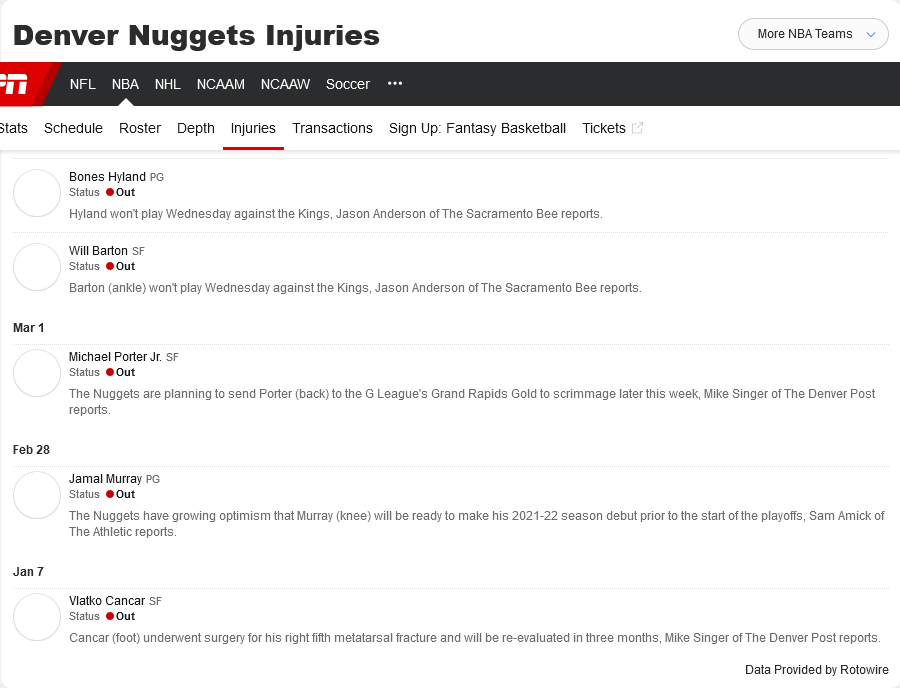 Denver Nuggets Injuries
More NBA Teams
NFL NBA NHL NCAAM NCAAW Soccer •••
Stats Schedule Roster Depth Injuries Transactions Sign Up: Fantasy Basketball Tickets
Bones Hyland PG
Status Out
Hyland won't play Wednesday against the Kings, Jason Anderson of The Sacramento Bee reports.
Will Barton SF
Status Out
Barton (ankle) won't play Wednesday against the Kings, Jason Anderson of The Sacramento Bee reports.
Mar 1
Michael Porter Jr. SF
Status Out
The Nuggets are planning to send Porter (back) to the G League's Grand Rapids Gold to scrimmage later this week, Mike Singer of The Denver Post
reports.
Feb 28
Jamal Murray PG
Status Out
The Nuggets have growing optimism that Murray (knee) will be ready to make his 2021-22 season debut prior to the start of the playoffs, Sam Amick of
The Athletic reports.
Jan 7
Vlatko Cancar SF
Status Out
Cancar (foot) underwent surgery for his right fifth metatarsal fracture and will be re-evaluated in three months, Mike Singer of The Denver Post reports.
Data Provided by Rotowire